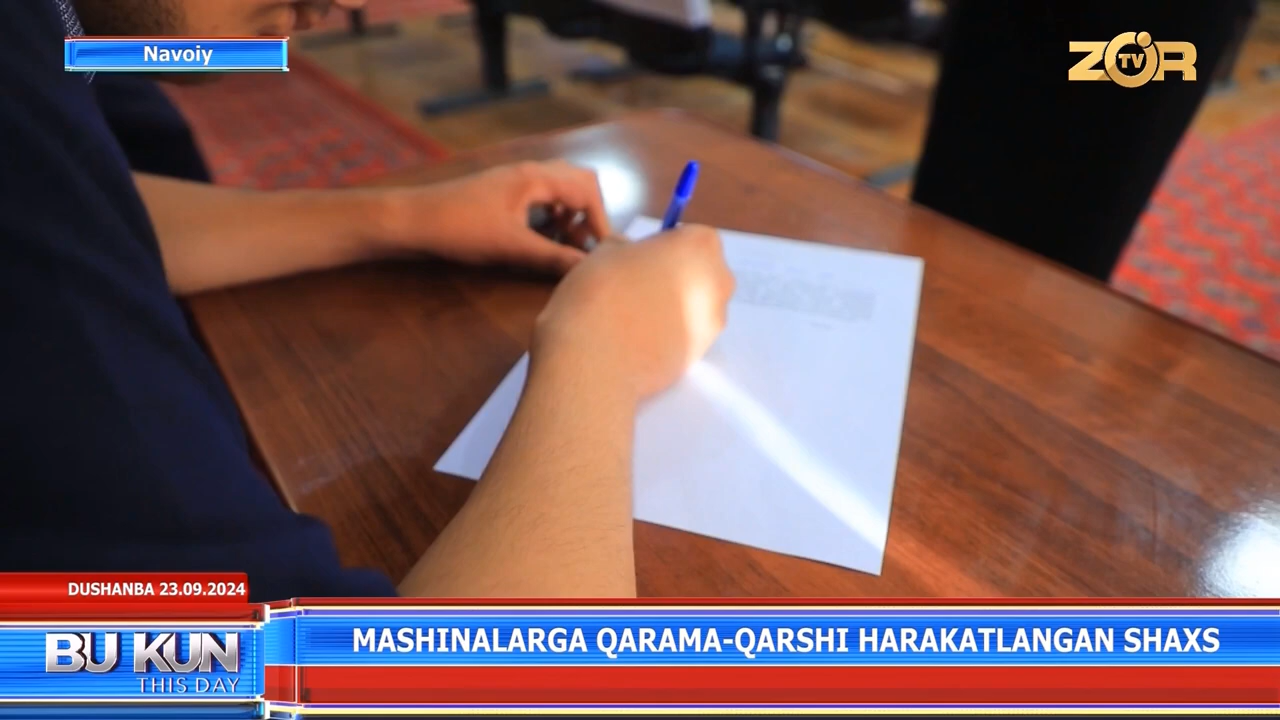 Navoiy
ZOR TV
DUSHANBA 23.09.2024
BU KUN
THIS DAY
MASHINALARGA QARAMA-QARSHI HARAKATLANGAN SHAXS